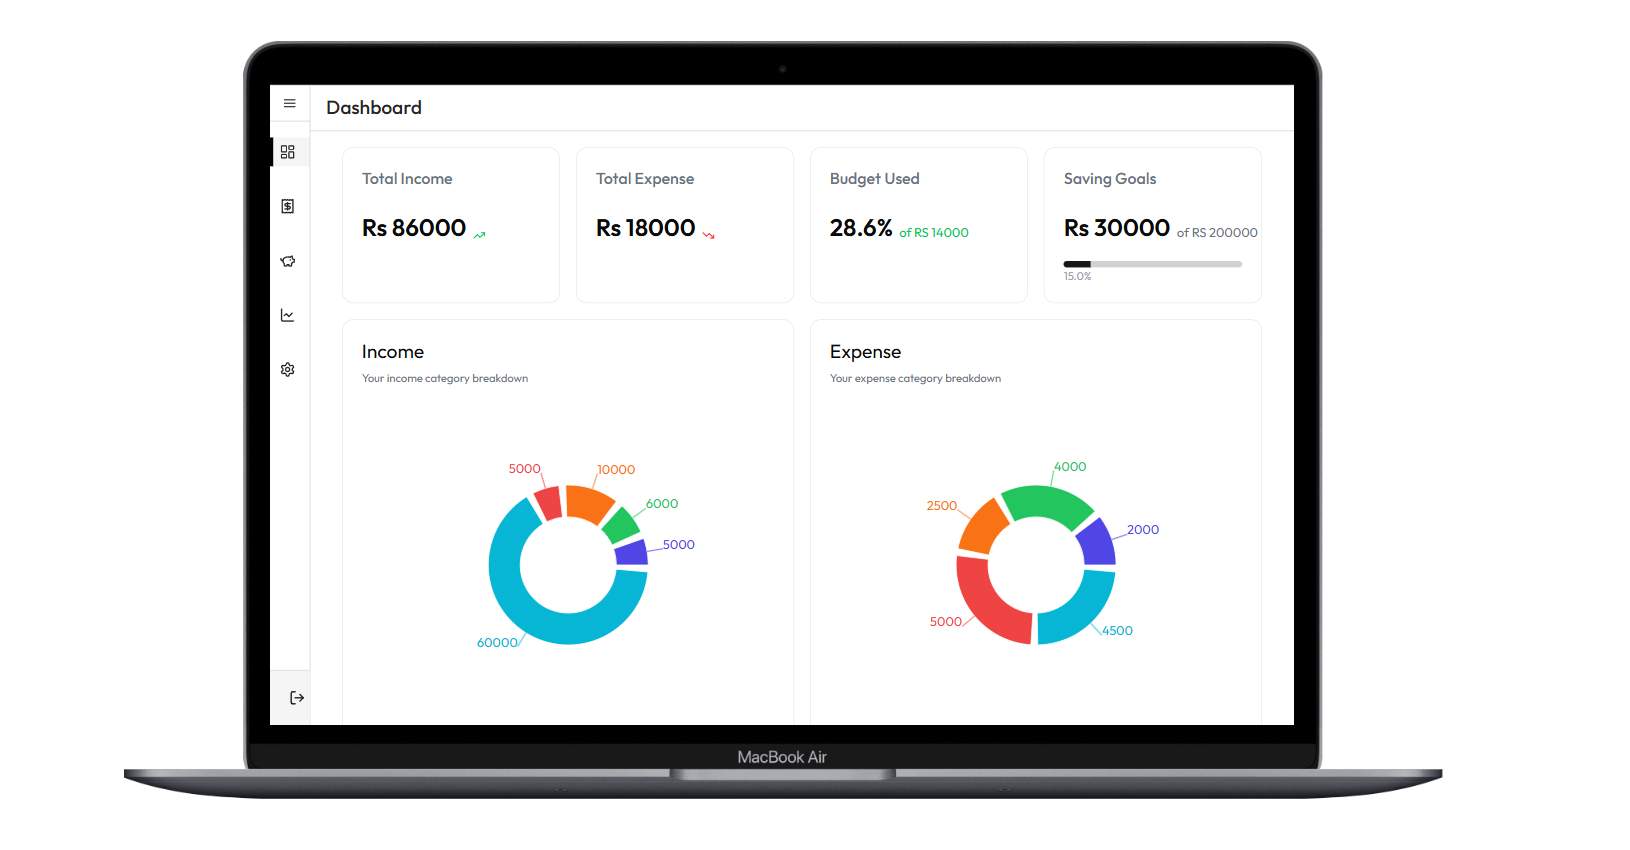 Dashboard
Total Income
Rs 86000
Total Expense
Rs 18000
Budget Used
28.6% of RS 14000
Saving Goals
Rs 30000 of RS 200000
15.0%
Income
Your income category breakdown
5000
10000
6000
5000
60000
Expense
Your expense category breakdown
4000
2500
2000
5000
4500
MacBook Air